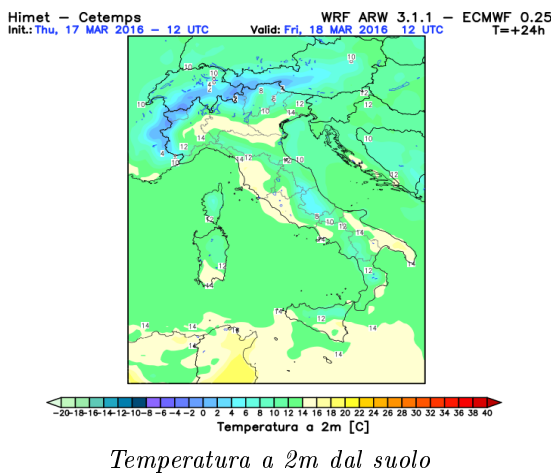 Himet − Cetemps WRF ARW 3.1.1 − ECMWF 0.25
Init.: Thu, 17 MAR 2016 − 12 UTC Valid: Fri, 18 MAR 2016 12 UTC T=+24h
−20−18−16−14−12−10−8 −6 −4 −2 0 2 4 6 8 10 12 14 16 18 20 22 24 26 28 30 32 34 36 38 40
Temperatura a 2m [C]
Temperatura a 2m dal suolo